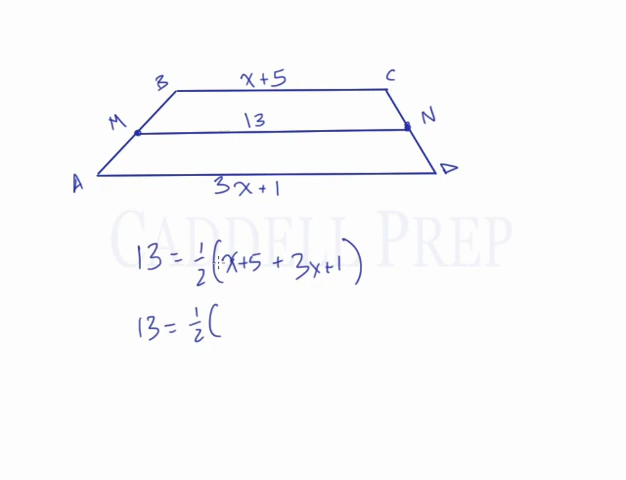 B x+5 C
M 13 N
A 3x+1 D
CADDELL PREP
13 = 1/2(x+5 + 3x+1)
13 = 1/2(